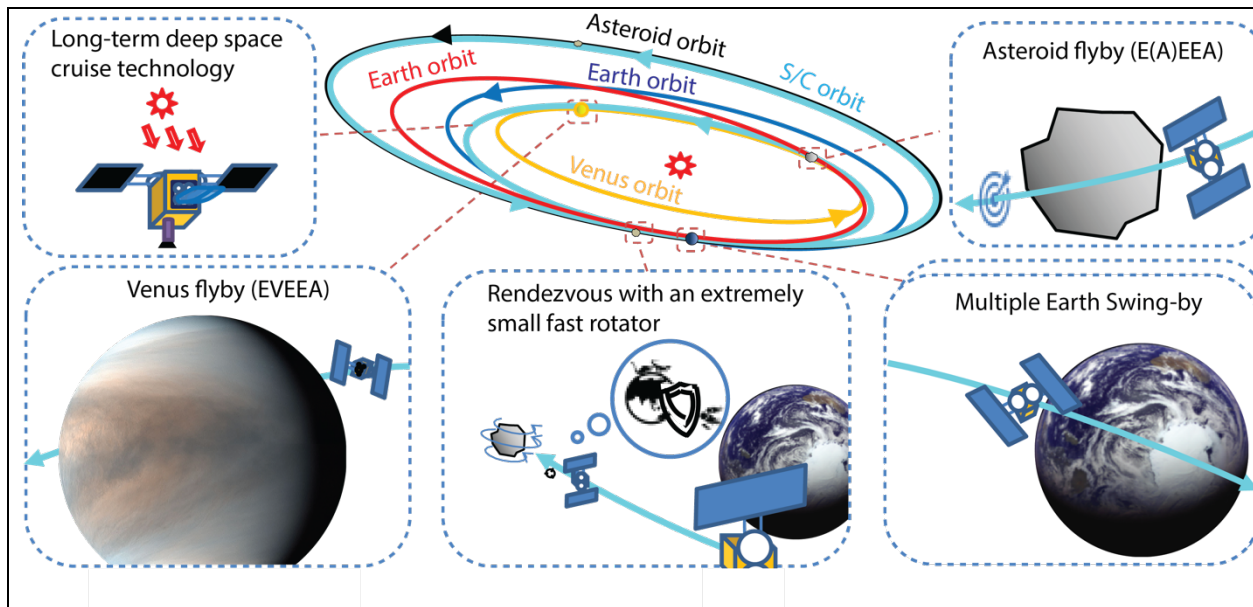 Long-term deep space
cruise technology
Asteroid orbit
Earth orbit
Earth orbit
S/C orbit
Venus orbit
Asteroid flyby (E(A)EEA)
Venus flyby (EVEEA)
Rendezvous with an extremely
small fast rotator
Multiple Earth Swing-by